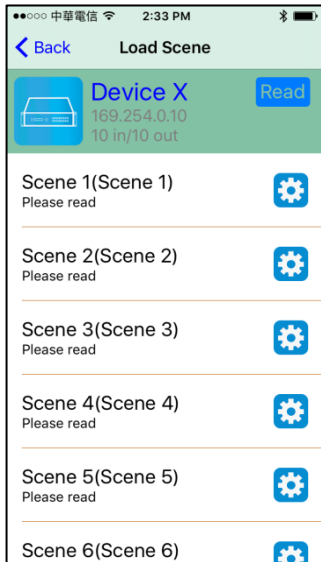 中華電信 2:33 PM
Back Load Scene
Device X Read
169.254.0.10
10 in/10 out
Scene 1(Scene 1)
Please read
Scene 2(Scene 2)
Please read
Scene 3(Scene 3)
Please read
Scene 4(Scene 4)
Please read
Scene 5(Scene 5)
Please read
Scene 6(Scene 6)